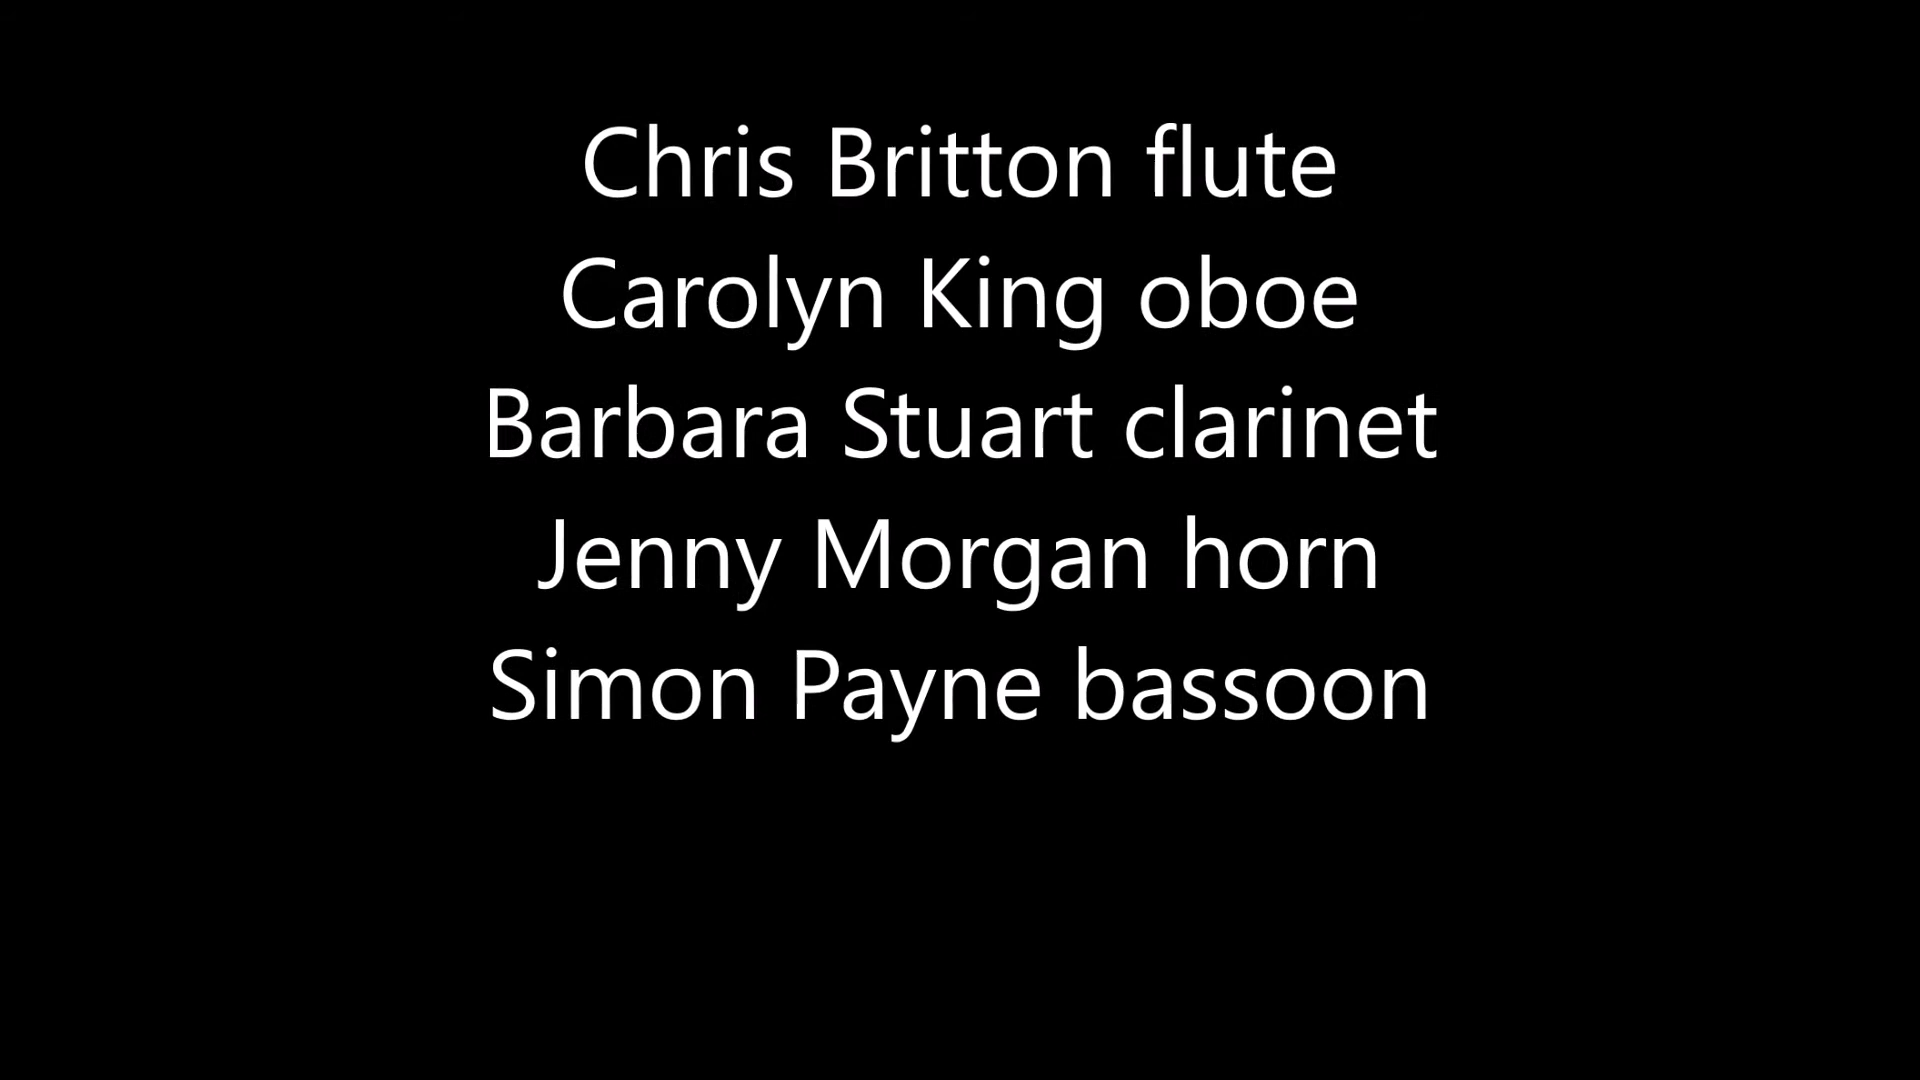 Chris Britton flute
Carolyn King oboe
Barbara Stuart clarinet
Jenny Morgan horn
Simon Payne bassoon